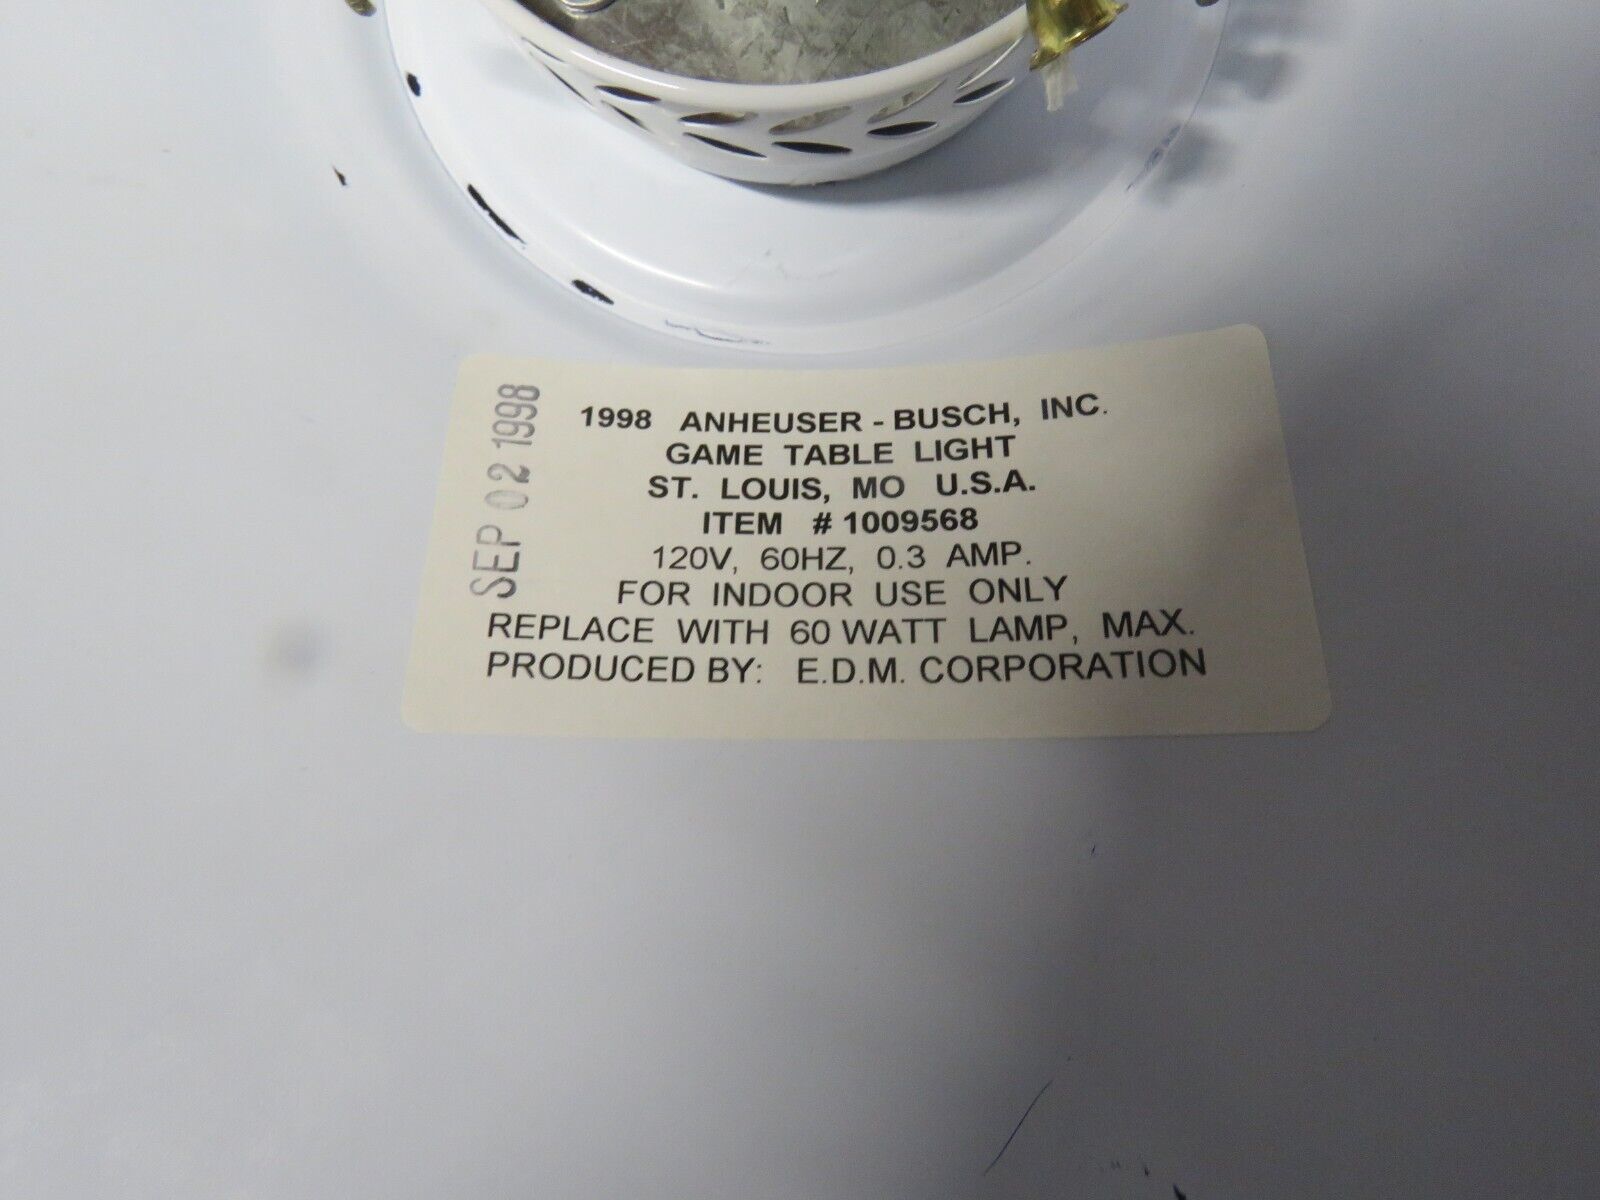 SEP 02 1998
1998 ANHEUSER - BUSCH, INC.
GAME TABLE LIGHT
ST. LOUIS, MO U.S.A.
ITEM # 1009568
120V, 60HZ, 0.3 AMP.
FOR INDOOR USE ONLY
REPLACE WITH 60 WATT LAMP, MAX.
PRODUCED BY: E.D.M. CORPORATION